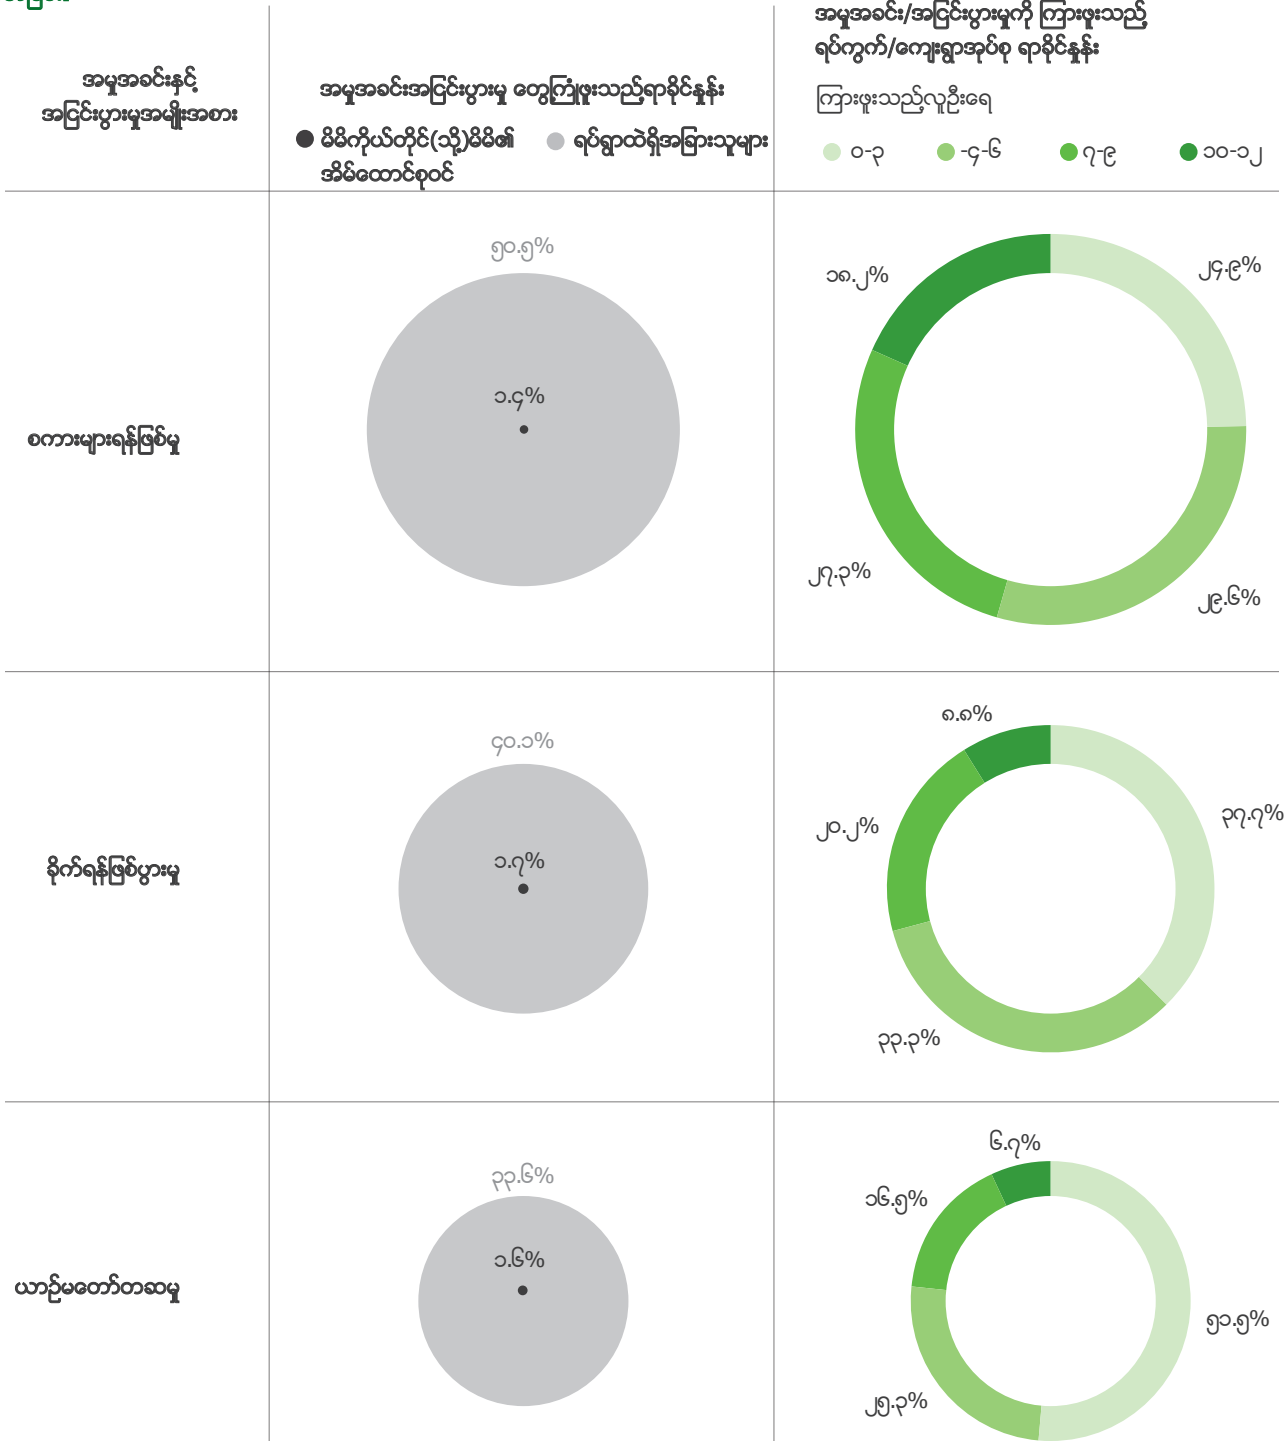 အမှုအခင်းနှင့်
အငြင်းပွားမှုအမျိုးအစား
အမှုအခင်းအငြင်းပွားမှု တွေ့ကြုံဖူးသည့်ရာခိုင်နှုန်း
မိမိကိုယ်တိုင်(သို့)မိမိ၏
အိမ်ထောင်စုဝင်
ရပ်ရွာထဲရှိအခြားသူများ
အမှုအခင်း/အငြင်းပွားမှုကို ကြားဖူးသည့်
ရပ်ကွက်/ကျေးရွာအုပ်စု ရာခိုင်နှုန်း
ကြားဖူးသည့်လူဦးရေ
၀-၃
-၄-၆
၇-၉
၁၀-၁၂
စကားများရန်ဖြစ်မှု
၅၀.၅%
၁.၄%
၁၈.၂%
၂၄.၉%
၂၇.၃%
၂၉.၆%
ခိုက်ရန်ဖြစ်ပွားမှု
၄၀.၁%
၁.၇%
၈.၈%
၃၇.၇%
၂၀.၂%
၃၃.၃%
ယာဉ်မတော်တဆမှု
၃၃.၆%
၁.၆%
၆.၇%
၁၆.၅%
၅၁.၅%
၂၅.၃%